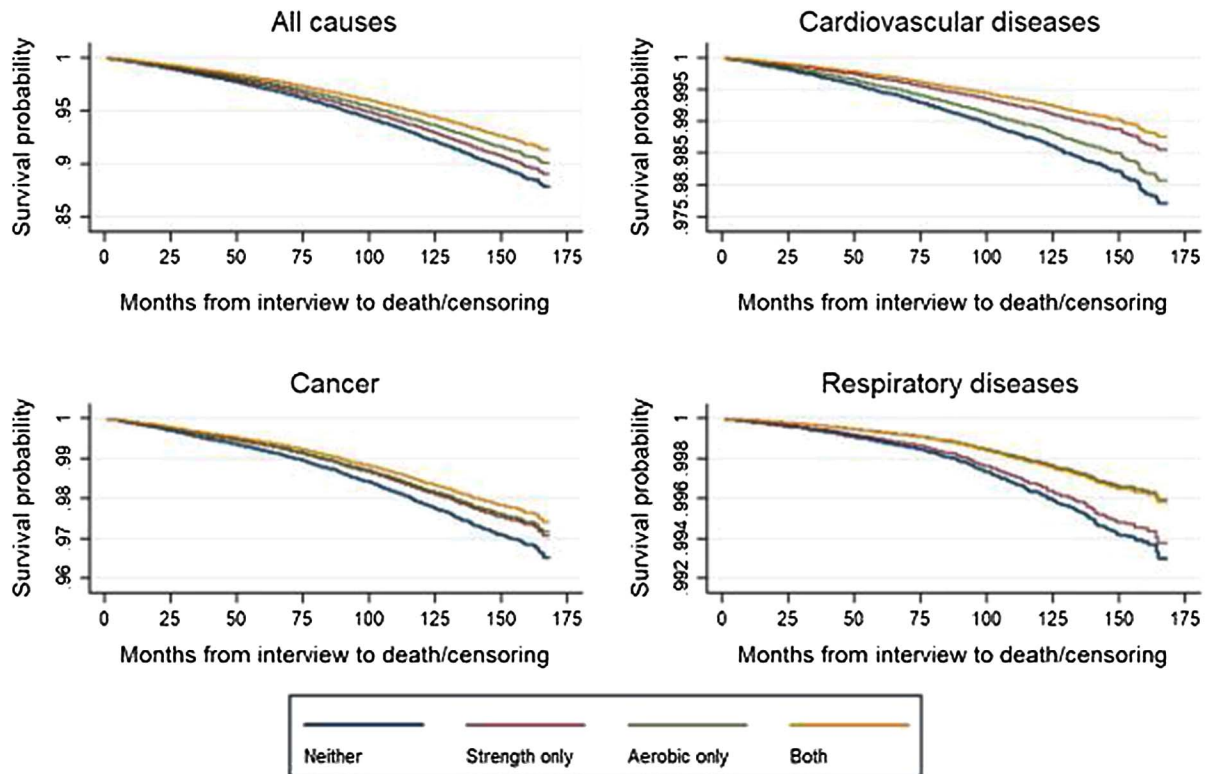 All causes
Survival probability
1
.95
.9
.85
0 25 50 75 100 125 150 175
Months from interview to death/censoring
Cardiovascular diseases
Survival probability
1
.995
.99
.985
.98
.975
0 25 50 75 100 125 150 175
Months from interview to death/censoring
Cancer
Survival probability
1
.99
.98
.97
.96
0 25 50 75 100 125 150 175
Months from interview to death/censoring
Respiratory diseases
Survival probability
1
.998
.996
.994
.992
0 25 50 75 100 125 150 175
Months from interview to death/censoring
Neither Strength only Aerobic only Both